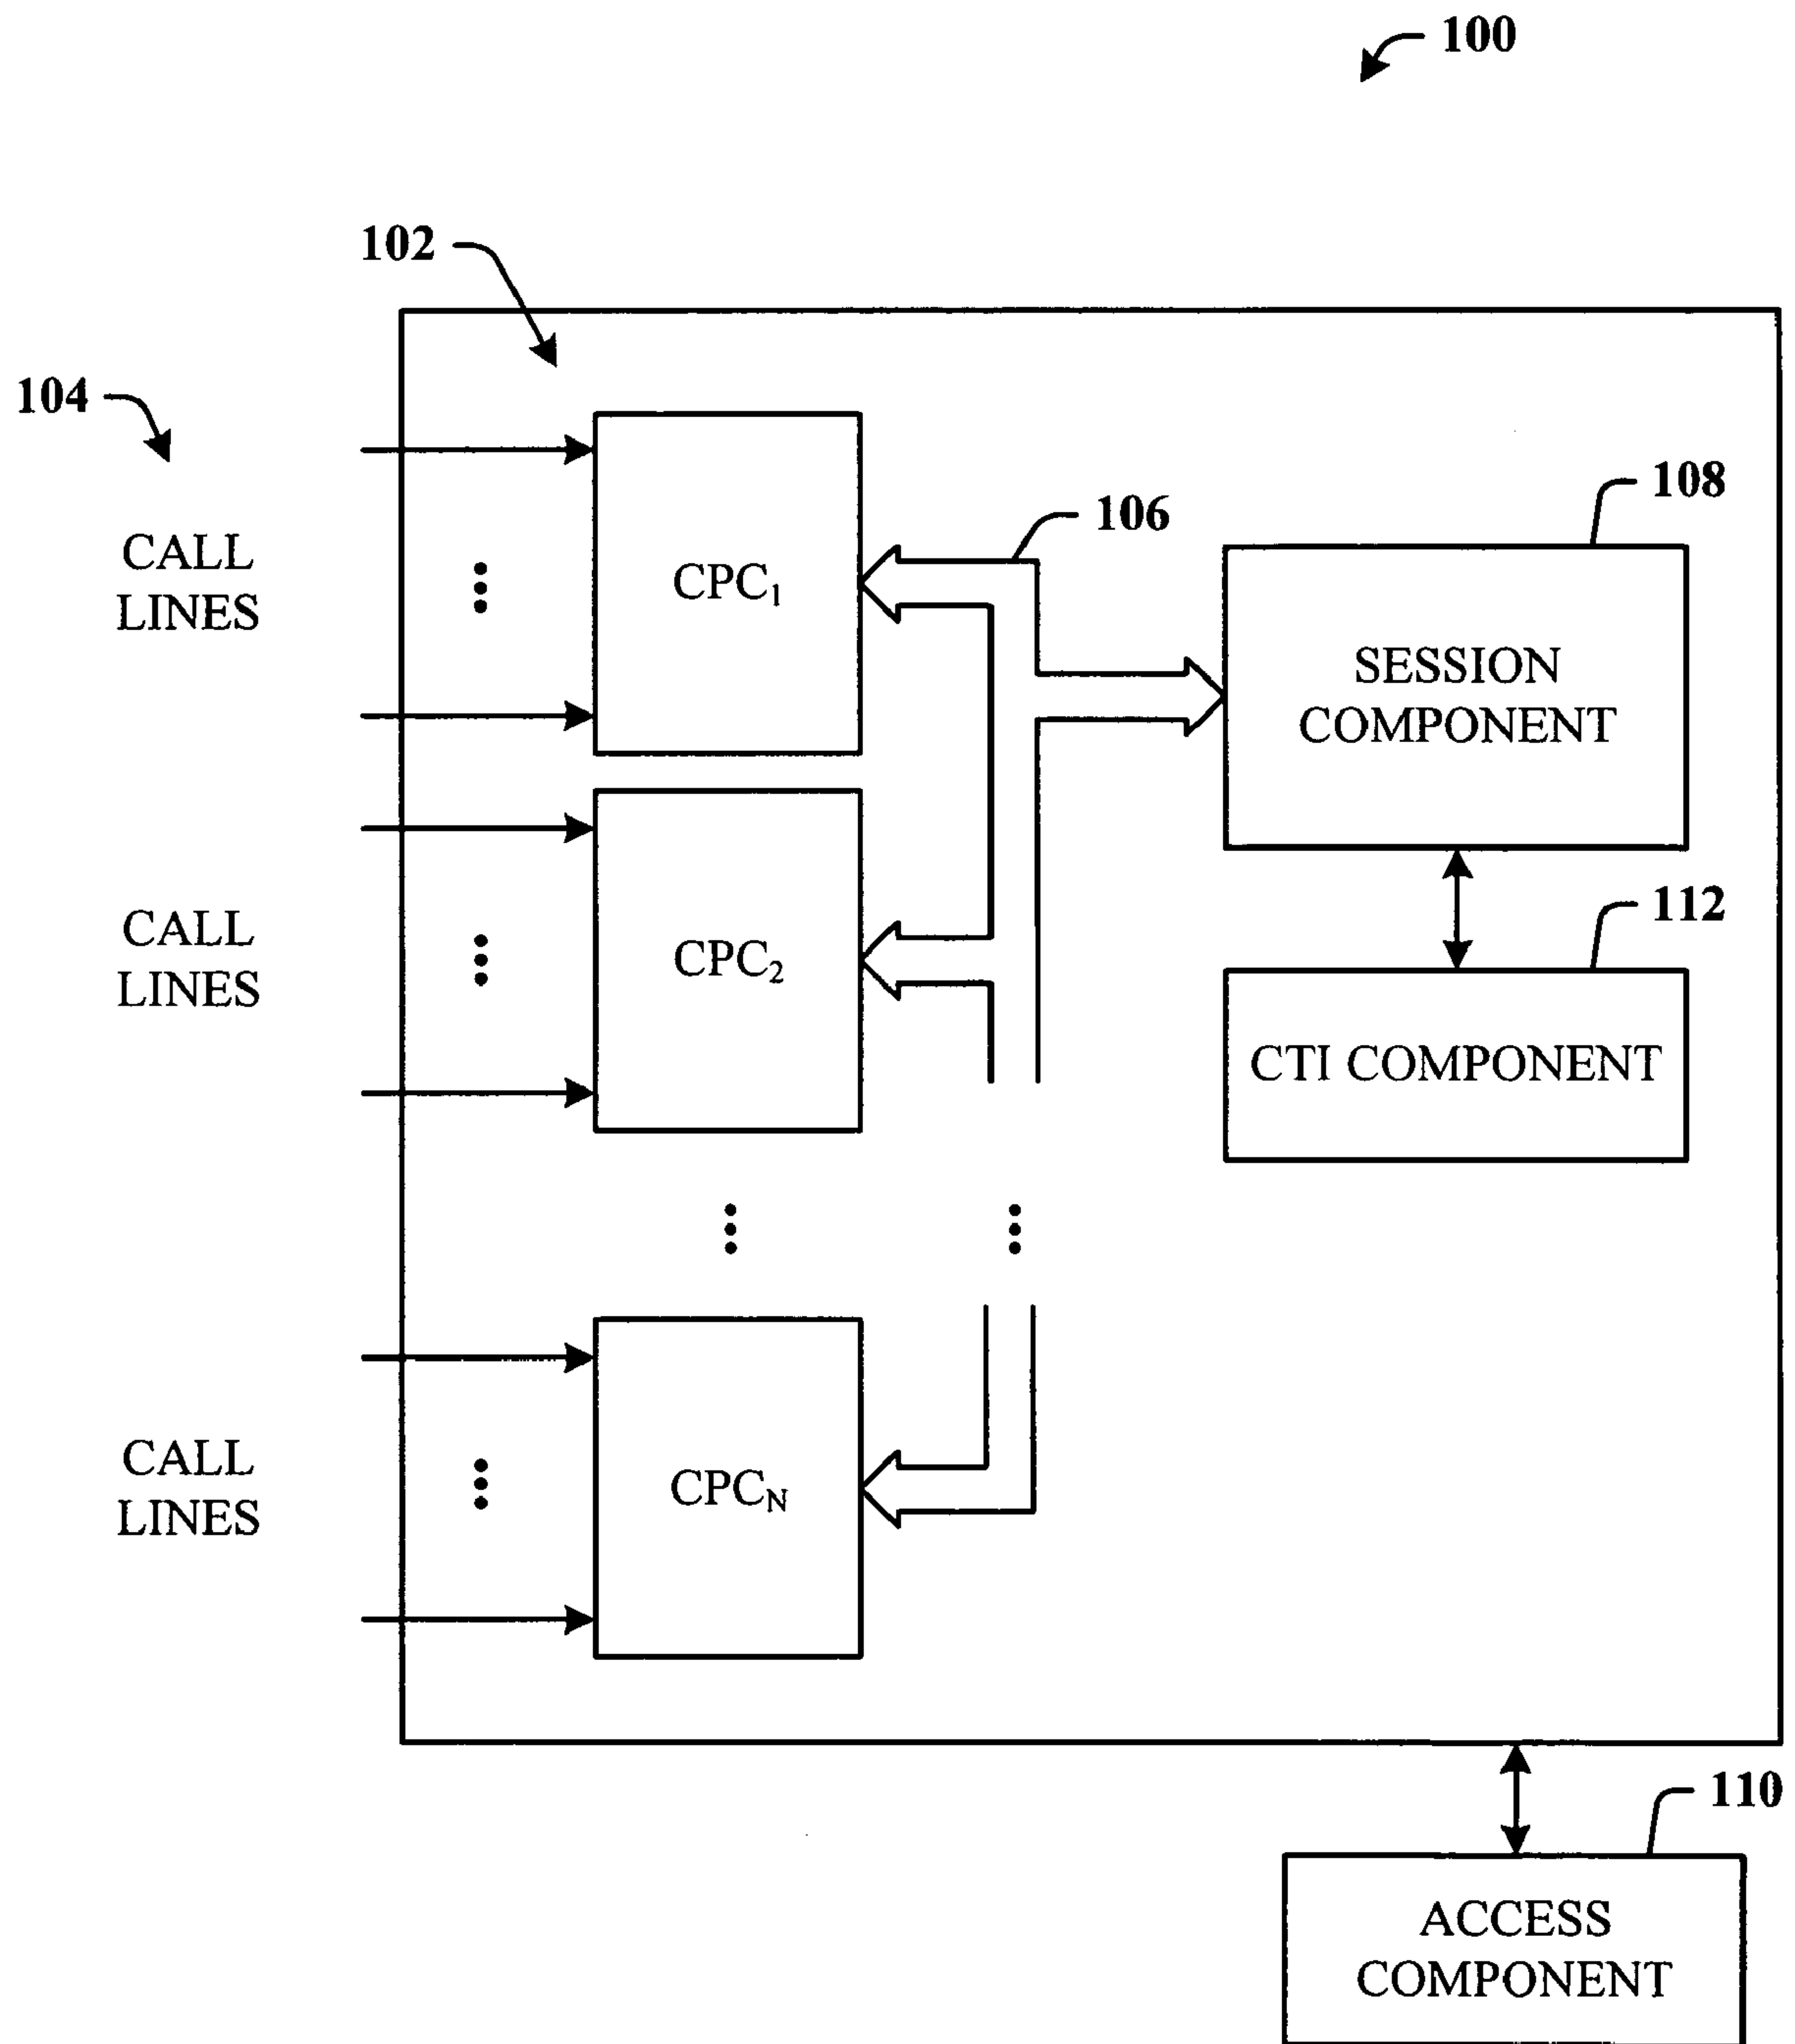 100
102
104
CALL
LINES
CPC₁
106
108
SESSION
COMPONENT
CALL
LINES
CPC₂
112
CTI COMPONENT
CALL
LINES
CPCN
110
ACCESS
COMPONENT